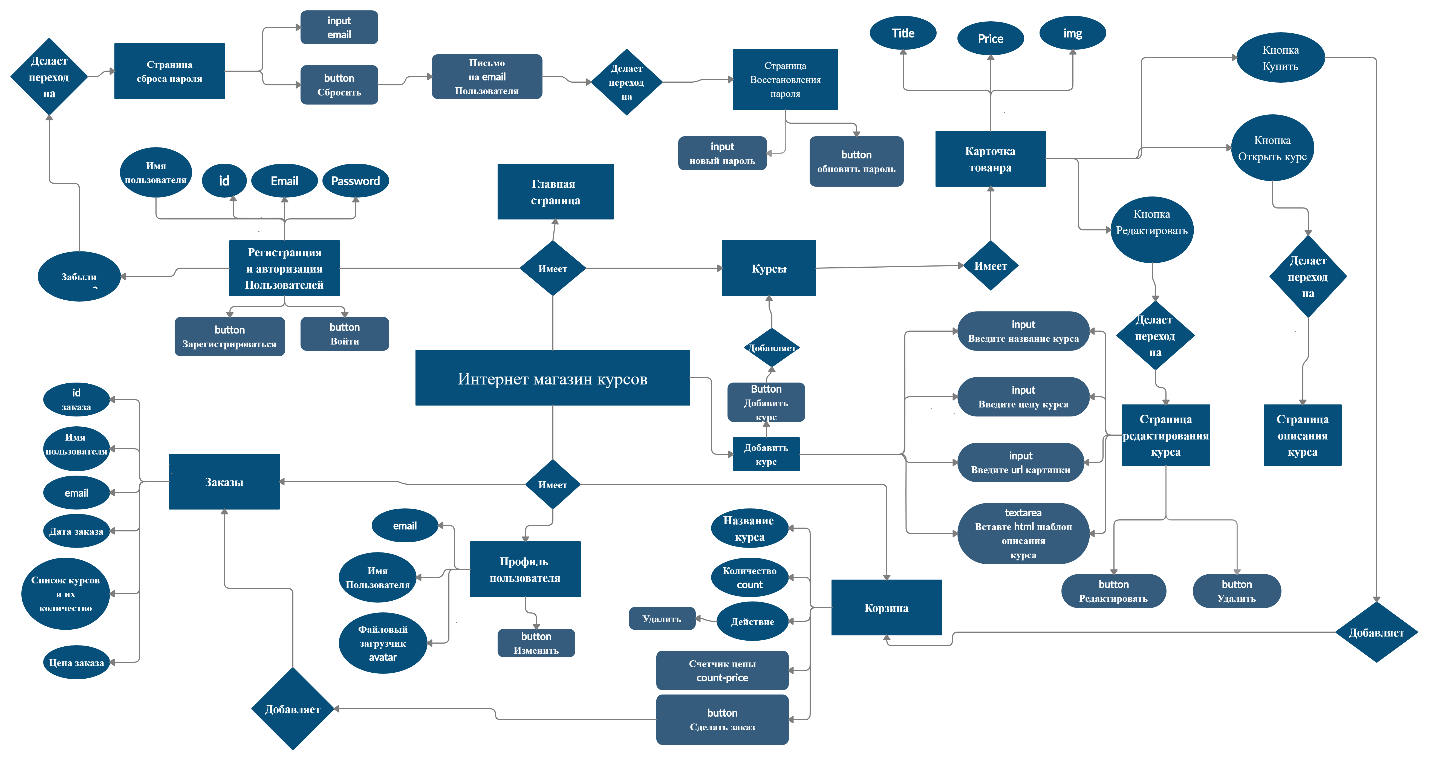 Делает
переход
на
Страница
сброса пароля
input
email
button
Сбросить
Письмо
на email
Пользователя
Делает
переход
на
Страница
Восстановления
пароля
input
новый пароль
button
обновить пароль
Title
Price
img
Карточка
тованра
Кнопка
Купить
Кнопка
Открыть курс
Кнопка
Редактировать
Имя
пользователя
id
Email
Password
Забыли
Регистранция
и авторизация
Пользователей
button
Зарегистрироваться
button
Войти
Главная
страница
Имеет
Курсы
Имеет
Делает
переход
на
Делает
переход
на
Добавляет
Интернет магазин курсов
Button
Добавить
курс
Добавить
курс
input
Введите название курса
input
Введите цену курса
input
Введите url картинки
textarea
Вставте html шаблон
описания
курса
Страница
редактирования
курса
Страница
описания
курса
button
Редактировать
button
Удалить
id
заказа
Имя
пользователя
email
Дата заказа
Список курсов
и их
количество
Цена заказа
Заказы
Имеет
email
Имя
Пользователя
Файловый
загрузчик
avatar
Профиль
пользователя
button
Изменить
Название
курса
Количество
count
Удалить
Действие
Счетчик цены
count-price
button
Сделать заказ
Корзина
Добавляет
Добавляет